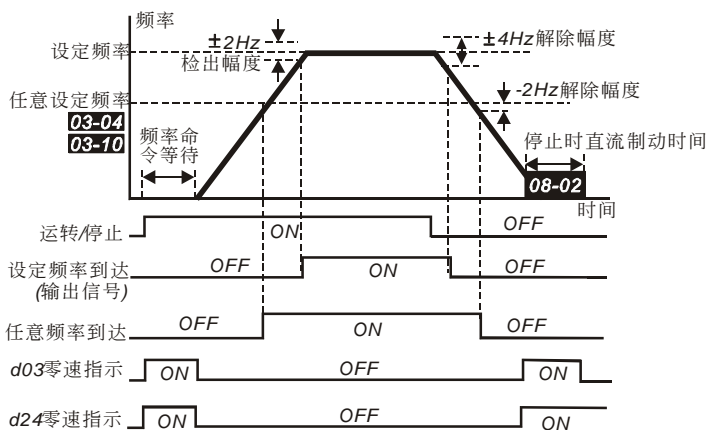 频率
±2Hz
检出幅度
±4Hz解除幅度
设定频率
任意设定频率
-2Hz解除幅度
03-04
03-10
频率命
令等待
停止时直流制动时间
08-02
时间
运转/停止 ON OFF
设定频率到达 OFF ON OFF
(输出信号)
任意频率到达 OFF ON OFF
d03零速指示 ON OFF ON
d24零速指示 ON OFF ON